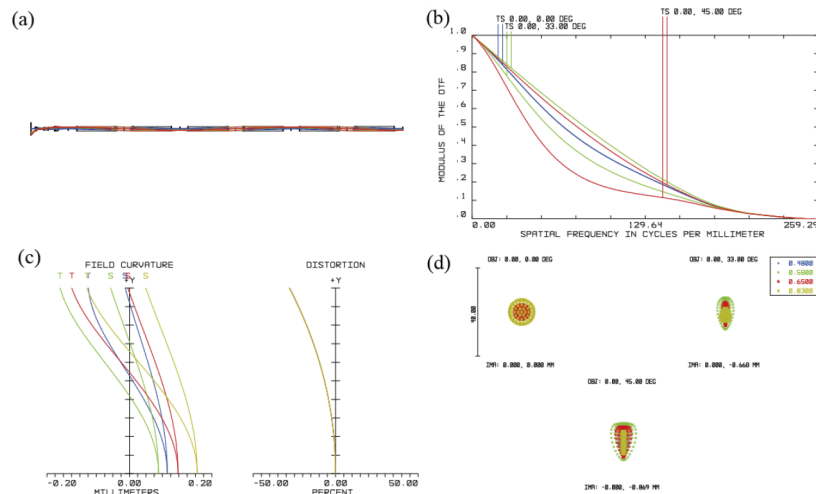 (a)
(b)
TS 0.00, 0.00 DEG
TS 0.00, 33.00 DEG
TS 0.00, 45.00 DEG
1.0
.9
.8
.7
.6
.5
.4
.3
.2
.1
.0
MODULUS OF THE OTF
0.00
129.64
259.29
SPATIAL FREQUENCY IN CYCLES PER MILLIMETER
(c)
FIELD CURVATURE
T T T S S S
+Y
-0.20
0.00
0.20
MILLIMETERS
DISTORTION
+Y
-50.00
0.00
50.00
PERCENT
(d)
OBJ: 0.00, 0.00 DEG
40.00
IMA: 0.000, 0.000 MM
OBJ: 0.00, 33.00 DEG
IMA: 0.000, -0.660 MM
0.4800
0.5800
0.6500
0.8300
OBJ: 0.00, 45.00 DEG
IMA: -0.000, -0.869 MM